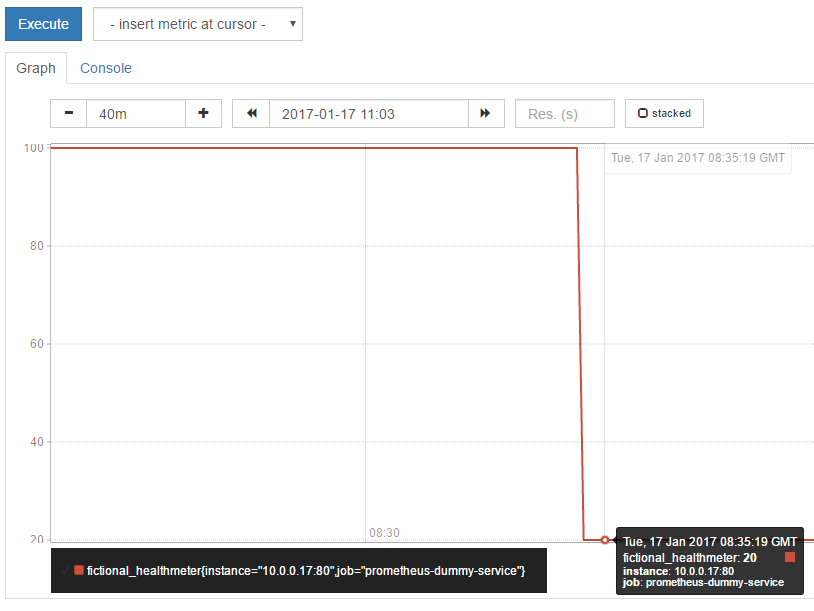 Execute
- insert metric at cursor -
Graph
Console
40m
2017-01-17 11:03
Res. (s)
stacked
100
Tue, 17 Jan 2017 08:35:19 GMT
80
60
40
08:30
20
Tue, 17 Jan 2017 08:35:19 GMT
fictional_healthmeter: 20
instance: 10.0.0.17:80
job: prometheus-dummy-service
fictional_healthmeter{instance="10.0.0.17:80",job="prometheus-dummy-service"}